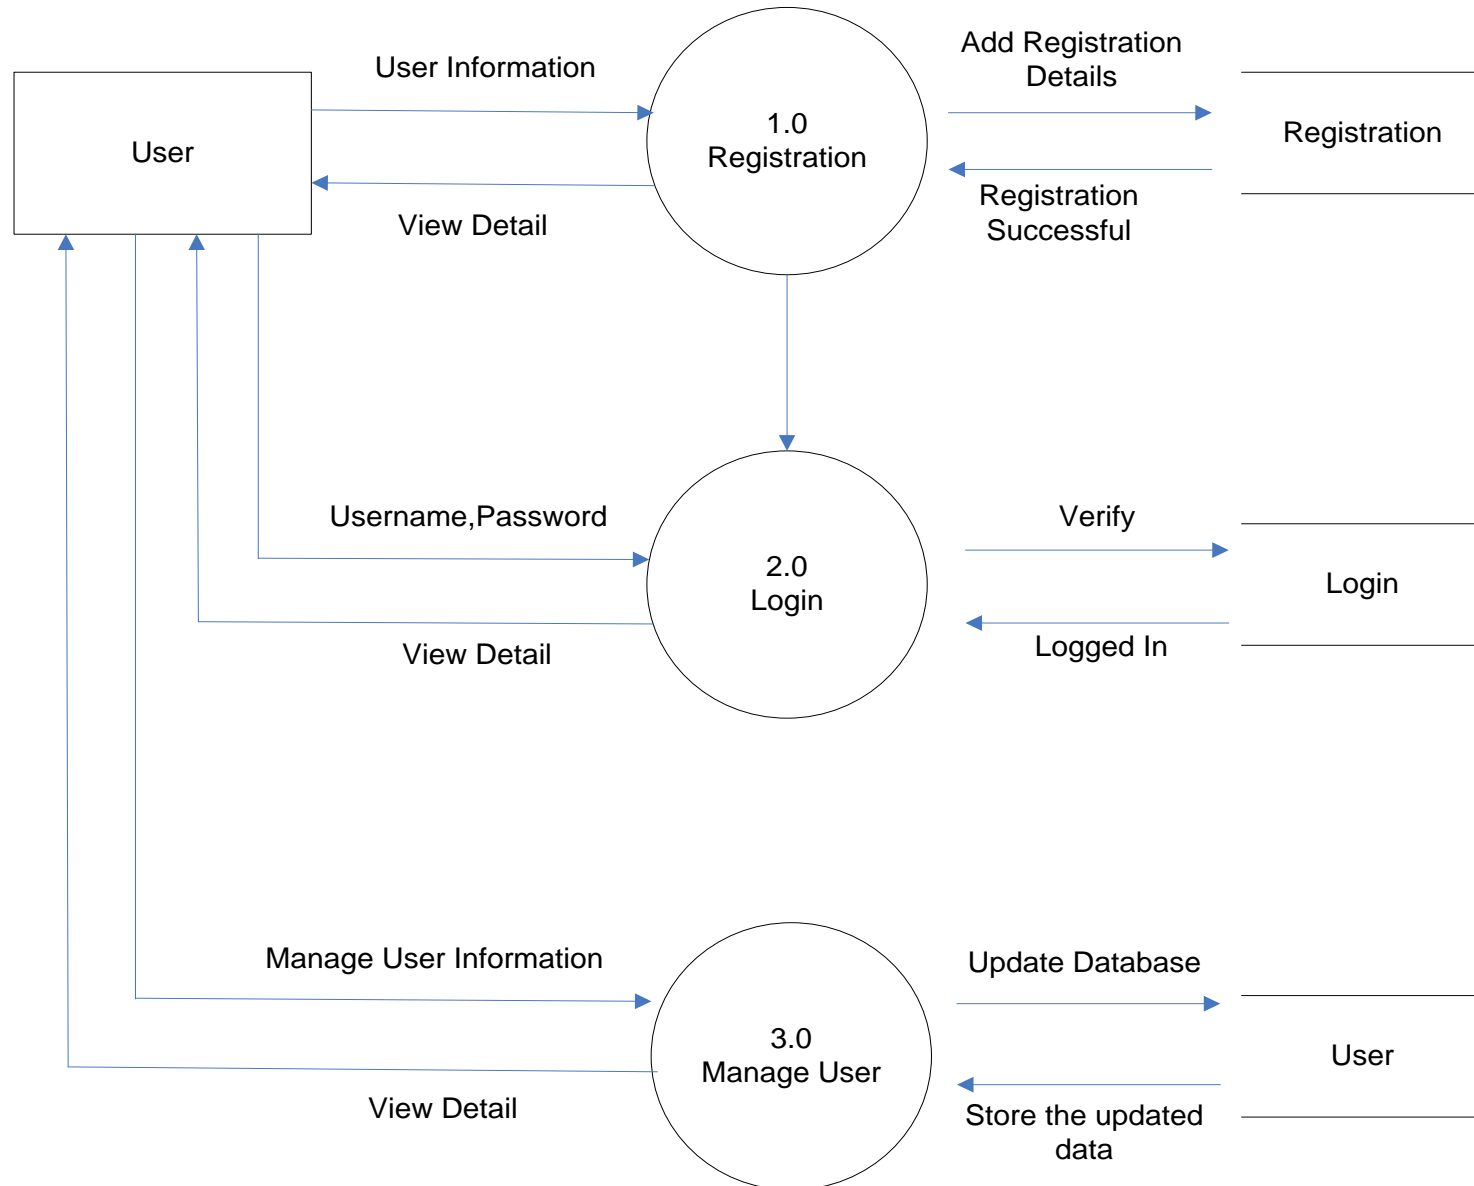 User
User Information
View Detail
1.0
Registration
Add Registration
Details
Registration
Successful
Registration
Username,Password
View Detail
2.0
Login
Verify
Logged In
Login
Manage User Information
View Detail
3.0
Manage User
Update Database
Store the updated
data
User